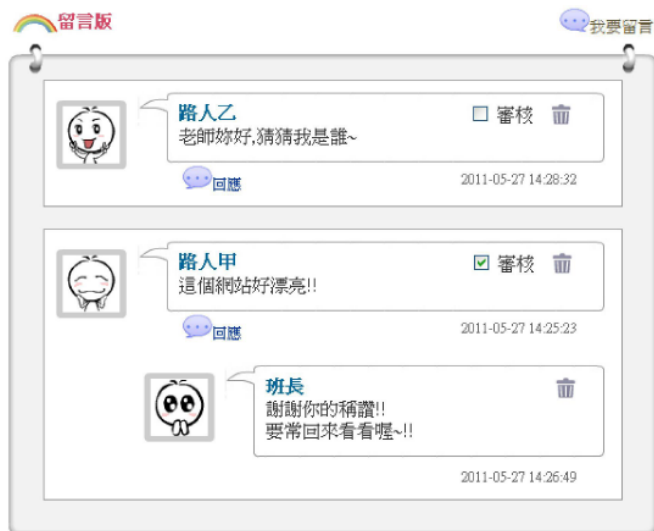 留言版
我要留言
路人乙
審核
老師妳好,猜猜我是誰~
回應
2011-05-27 14:28:32
路人甲
審核
這個網站好漂亮!!
回應
2011-05-27 14:25:23
班長
謝謝你的稱讚!!
要常回來看看喔~!!
2011-05-27 14:26:49